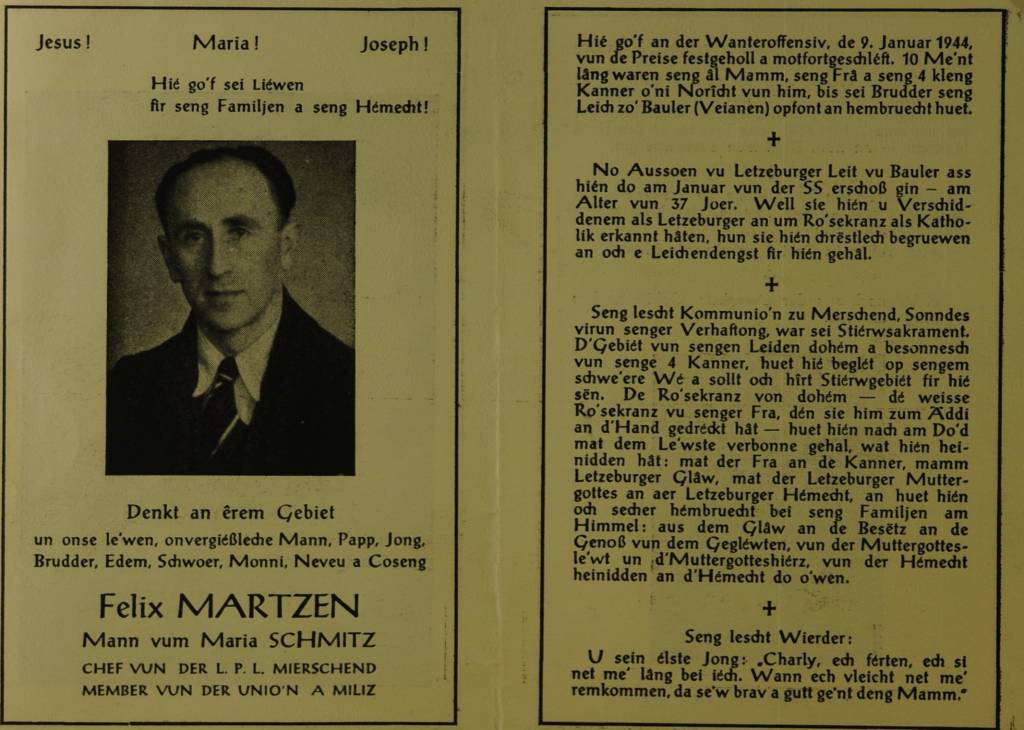 Jesus! Maria! Joseph!
Hié go'f sei Liéwen
fir seng Familjen a seng Hémecht!
Denkt an êrem Gebiet
un onse le'wen, onvergiéßleche Mann, Papp, Jong,
Brudder, Edem, Schwoer, Monni, Neveu a Coseng
Felix MARTZEN
Mann vum Maria SCHMITZ
CHEF VUN DER L. P. L. MIERSCHEND
MEMBER VUN DER UNIO'N A MILIZ
Hié go'f an der Wanteroffensiv, de 9. Januar 1944,
vun de Preise festgeholl a motfortgeschléft. 10 Me'nt
lâng waren seng âl Mamm, seng Frâ a seng 4 kleng
Kanner o'ni Norîcht vun him, bis sei Brudder seng
Leich zo' Bauler (Veianen) opfont an hembruecht huet.
+
No Aussoen vu Letzeburger Leit vu Bauler ass
hién do am Januar vun der SS erschoß gin – am
Alter vun 37 Joer. Well sie hién u Verschid-
denem als Letzeburger an um Ro'sekranz als Katho-
lik erkannt hâten, hun sie hién chrëstlech begruewen
an och e Leichendengst fir hién gehâl.
+
Seng lescht Kommunio'n zu Merschend, Sonndes
virun senger Verhaftong, war sei Stiérwsakrament.
D'Gebiét vun sengen Leiden dohém a besonnesch
vun senge 4 Kanner, huet hié beglét op sengem
schwe'ere Wé a sollt och hîrt Stiérwgebiét fir hié
sën. De Ro'sekranz von dohém — dé weisse
Ro'sekranz vu senger Fra, dén sie him zum Äddi
an d'Hand gedréckt hât — huet hién nach am Do'd
mat dem Le'wste verbonne gehal, wat hién hei-
nidden hât: mat der Fra an de Kanner, mamm
Letzeburger Glâw, mat der Letzeburger Mutter-
gottes an aer Letzeburger Hémecht, an huet hién
och secher hémbruecht bei seng Familjen am
Himmel: aus dem Glâw an de Besëtz an de
Genoß vun dem Gegléwten, vun der Muttergottes-
le'wt un d'Muttergotteshiérz, vun der Hémecht
heinidden an d'Hémecht do o'wen.
+
Seng lescht Wierder:
U sein élste Jong: „Charly, ech férten, ech si
net me' lâng bei iéch. Wann ech vleicht net me'
remkommen, da se'w brav a gutt ge'nt deng Mamm."